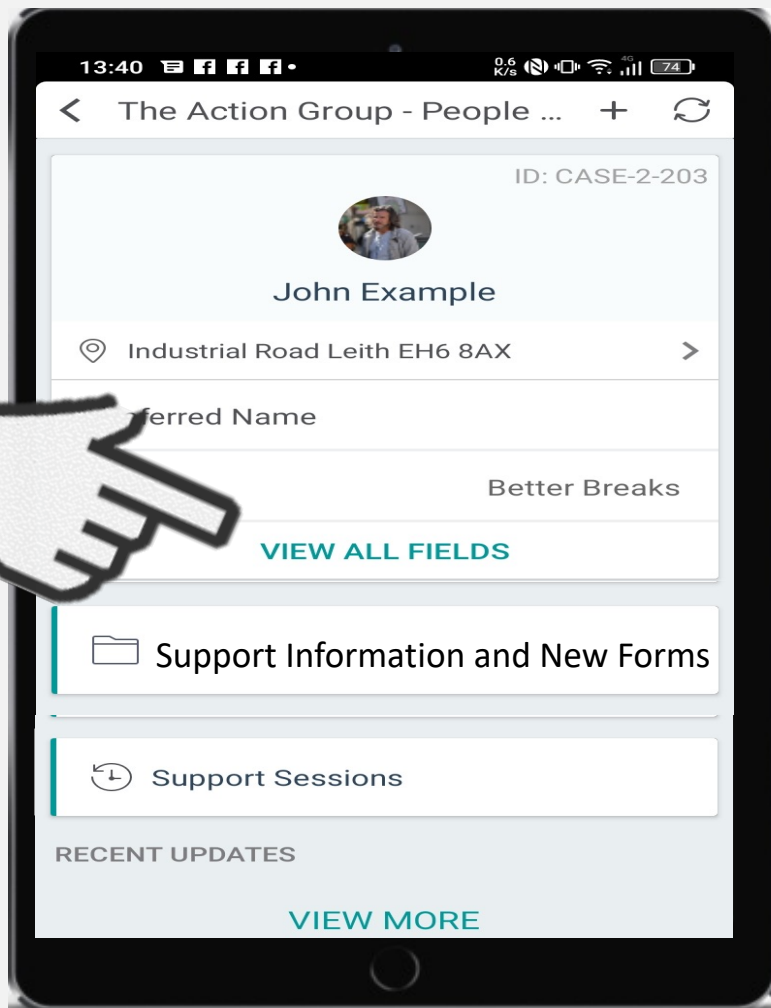 13:40 0.6 K/s 4G 74
The Action Group - People ...
ID: CASE-2-203
John Example
Industrial Road Leith EH6 8AX
ferred Name
Better Breaks
VIEW ALL FIELDS
Support Information and New Forms
Support Sessions
RECENT UPDATES
VIEW MORE